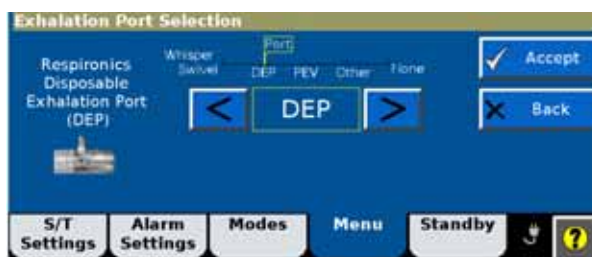 Exhalation Port Selection
Respironics
Disposable
Exhalation Port
(DEP)
Whisper
Swivel
Port
DEP PEV Other None
< DEP >
Accept
Back
S/T
Settings
Alarm
Settings
Modes
Menu
Standby
?